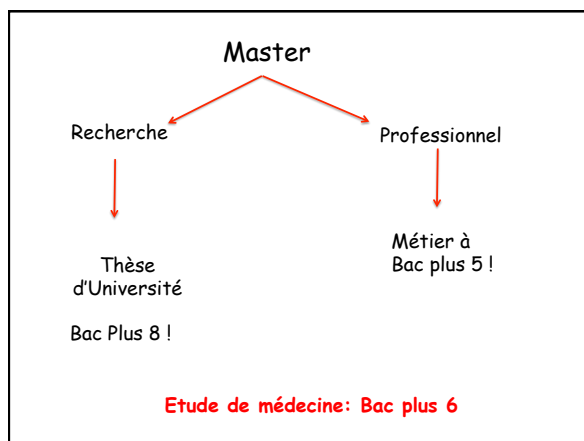 Master
Recherche
Professionnel
Thèse
d'Université
Bac Plus 8 !
Métier à
Bac plus 5 !
Etude de médecine: Bac plus 6